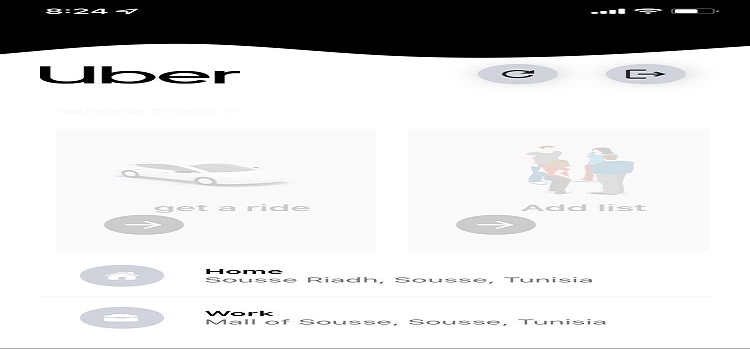 8:24
Uber
where from ?
get a ride
Add list
Home
Sousse Riadh, Sousse, Tunisia
Work
Mall of Sousse, Sousse, Tunisia